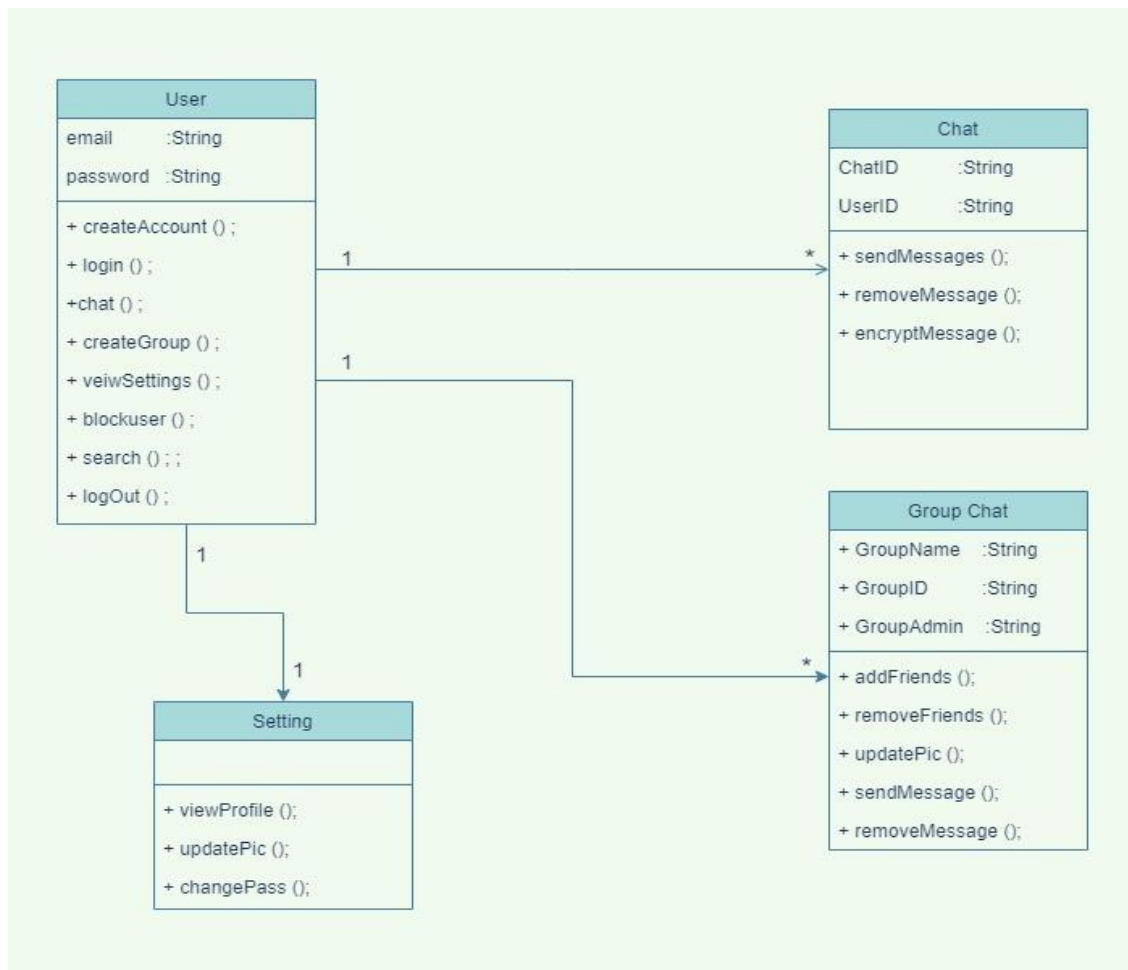 User
email :String
password :String
+ createAccount () ;
+ login () ;
+chat () ;
+ createGroup () ;
+ veiwSettings () ;
+ blockuser () ;
+ search () ; ;
+ logOut () ;
1
*
1
*
1
1
Chat
ChatID :String
UserID :String
+ sendMessages ();
+ removeMessage ();
+ encryptMessage ();
Group Chat
+ GroupName :String
+ GroupID :String
+ GroupAdmin :String
+ addFriends ();
+ removeFriends ();
+ updatePic ();
+ sendMessage ();
+ removeMessage ();
Setting
+ viewProfile ();
+ updatePic ();
+ changePass ();